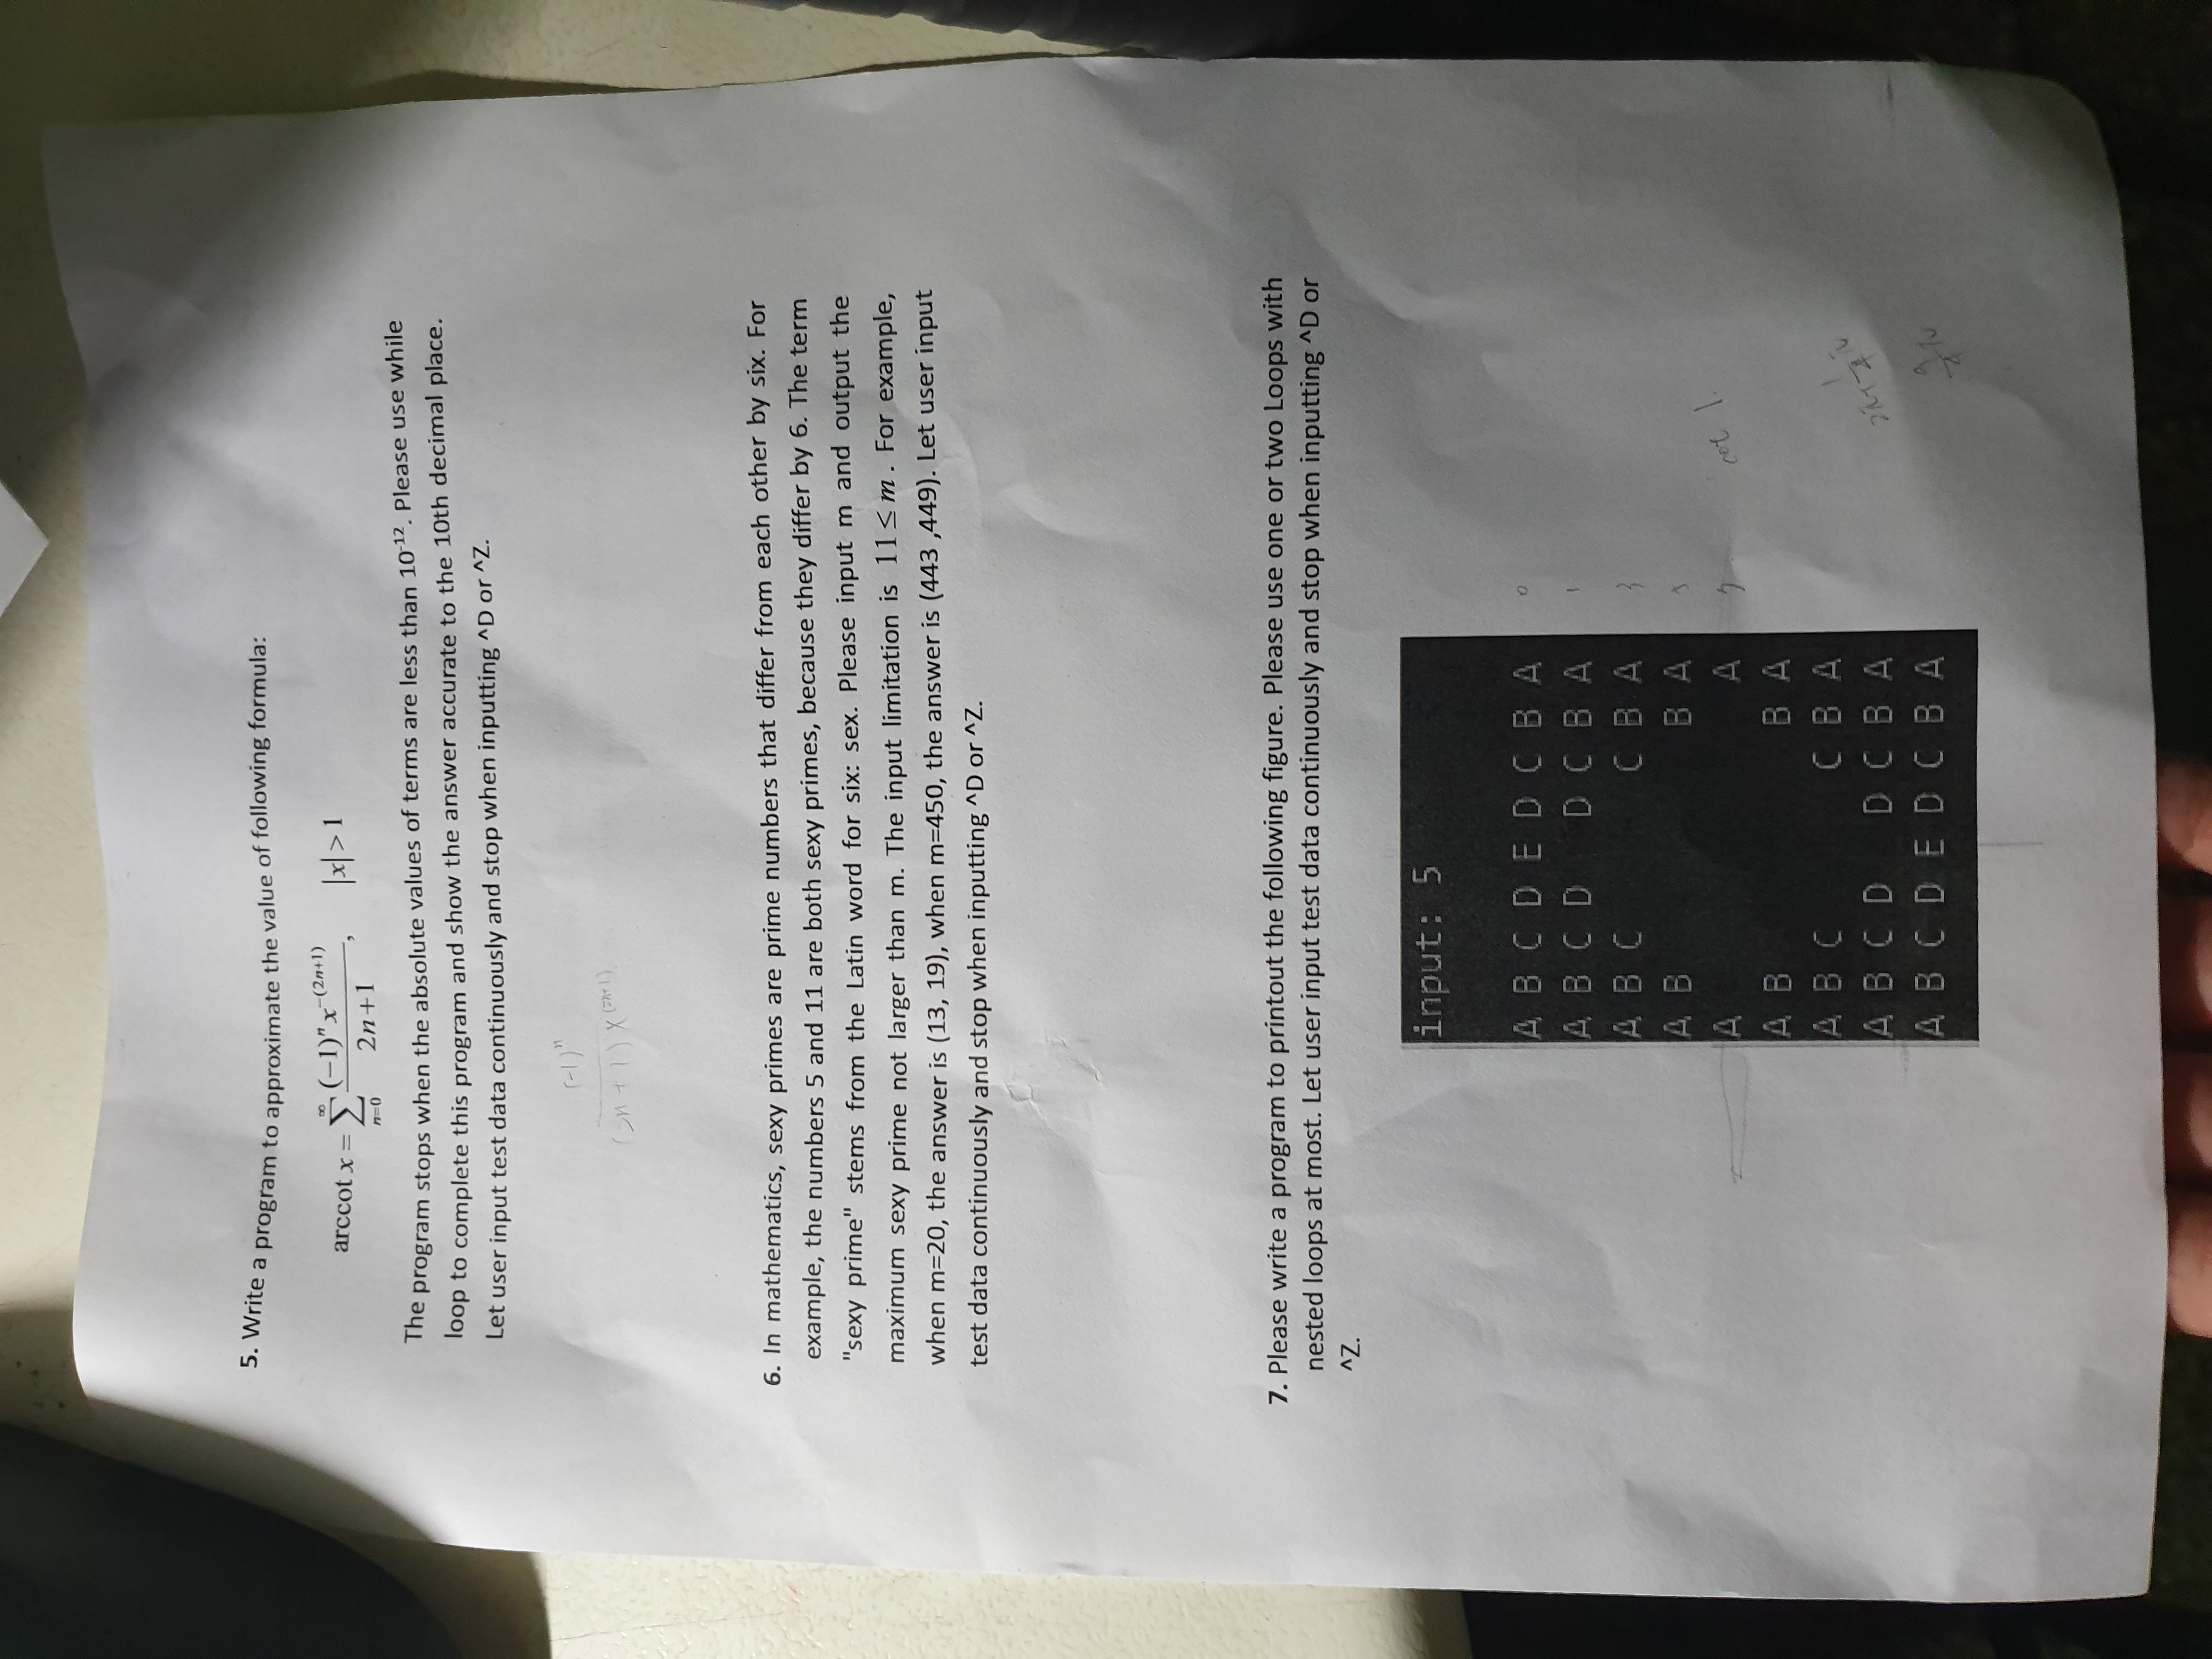 5. Write a program to approximate the value of following formula:
arccot x = ∑_{n=0}^{∞} \frac{(-1)^n x^{-(2n+1)}}{2n+1}, |x| > 1
The program stops when the absolute values of terms are less than 10^{-12}. Please use while
loop to complete this program and show the answer accurate to the 10th decimal place.
Let user input test data continuously and stop when inputting ^D or ^Z.
(-1)^n
(2n+1) x^{(2n+1)}
6. In mathematics, sexy primes are prime numbers that differ from each other by six. For
example, the numbers 5 and 11 are both sexy primes, because they differ by 6. The term
"sexy prime" stems from the Latin word for six: sex. Please input m and output the
maximum sexy prime not larger than m. The input limitation is 11 ≤ m. For example,
when m=20, the answer is (13, 19), when m=450, the answer is (443 ,449). Let user input
test data continuously and stop when inputting ^D or ^Z.
7. Please write a program to printout the following figure. Please use one or two Loops with
nested loops at most. Let user input test data continuously and stop when inputting ^D or
^Z.
input: 5
A B C D E D C B A 0
A B C D   D C B A 1
A B C       C B A 3
A B           B A 5
A               A 7
cot 1.
A B           B A
A B C       C B A
A B C D   D C B A
A B C D E D C B A